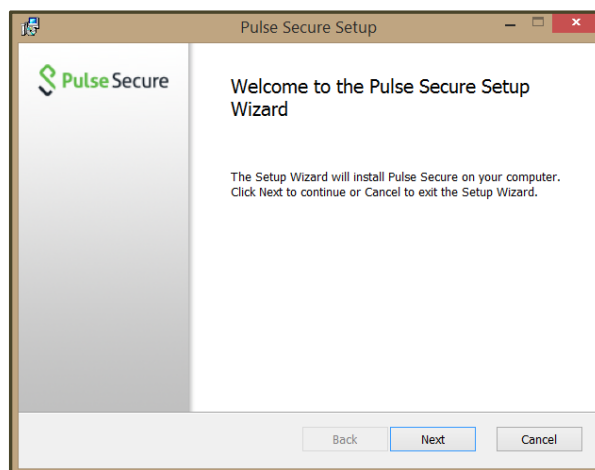 Pulse Secure Setup
Pulse Secure
Welcome to the Pulse Secure Setup
Wizard
The Setup Wizard will install Pulse Secure on your computer.
Click Next to continue or Cancel to exit the Setup Wizard.
Back Next Cancel